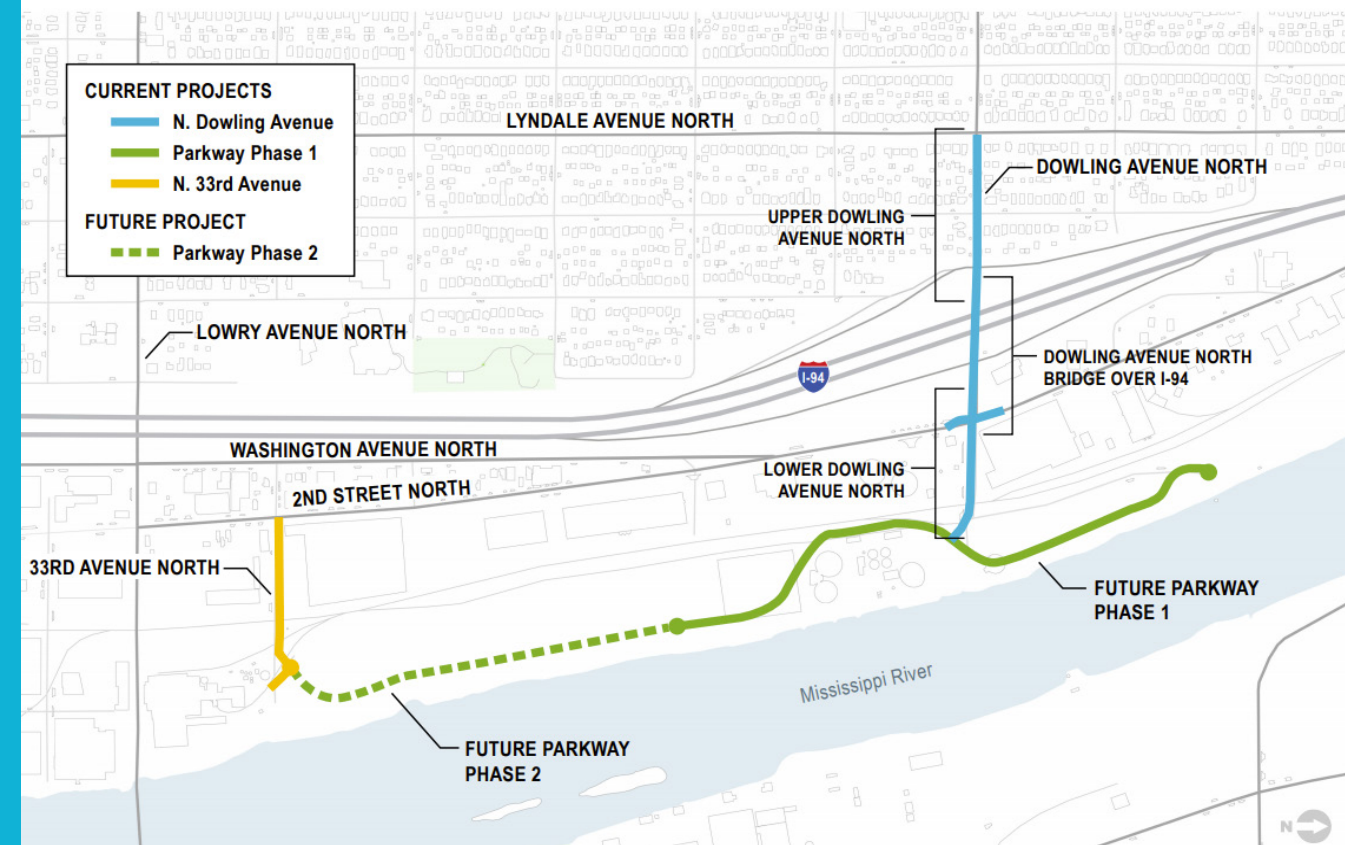 CURRENT PROJECTS
N. Dowling Avenue
Parkway Phase 1
N. 33rd Avenue
FUTURE PROJECT
Parkway Phase 2
LYNDALE AVENUE NORTH
DOWLING AVENUE NORTH
UPPER DOWLING
AVENUE NORTH
LOWRY AVENUE NORTH
DOWLING AVENUE NORTH
BRIDGE OVER I-94
I-94
WASHINGTON AVENUE NORTH
LOWER DOWLING
AVENUE NORTH
2ND STREET NORTH
33RD AVENUE NORTH
FUTURE PARKWAY
PHASE 1
Mississippi River
FUTURE PARKWAY
PHASE 2
N